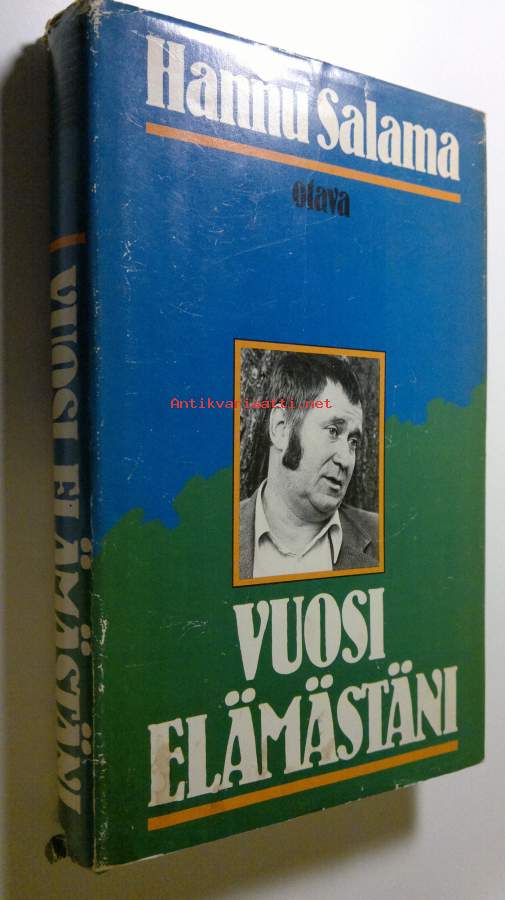 Hannu Salama
otava
Antikvariaatti.net
VUOSI
ELÄMÄSTÄNI
VUOSI ELÄMÄSTÄNI